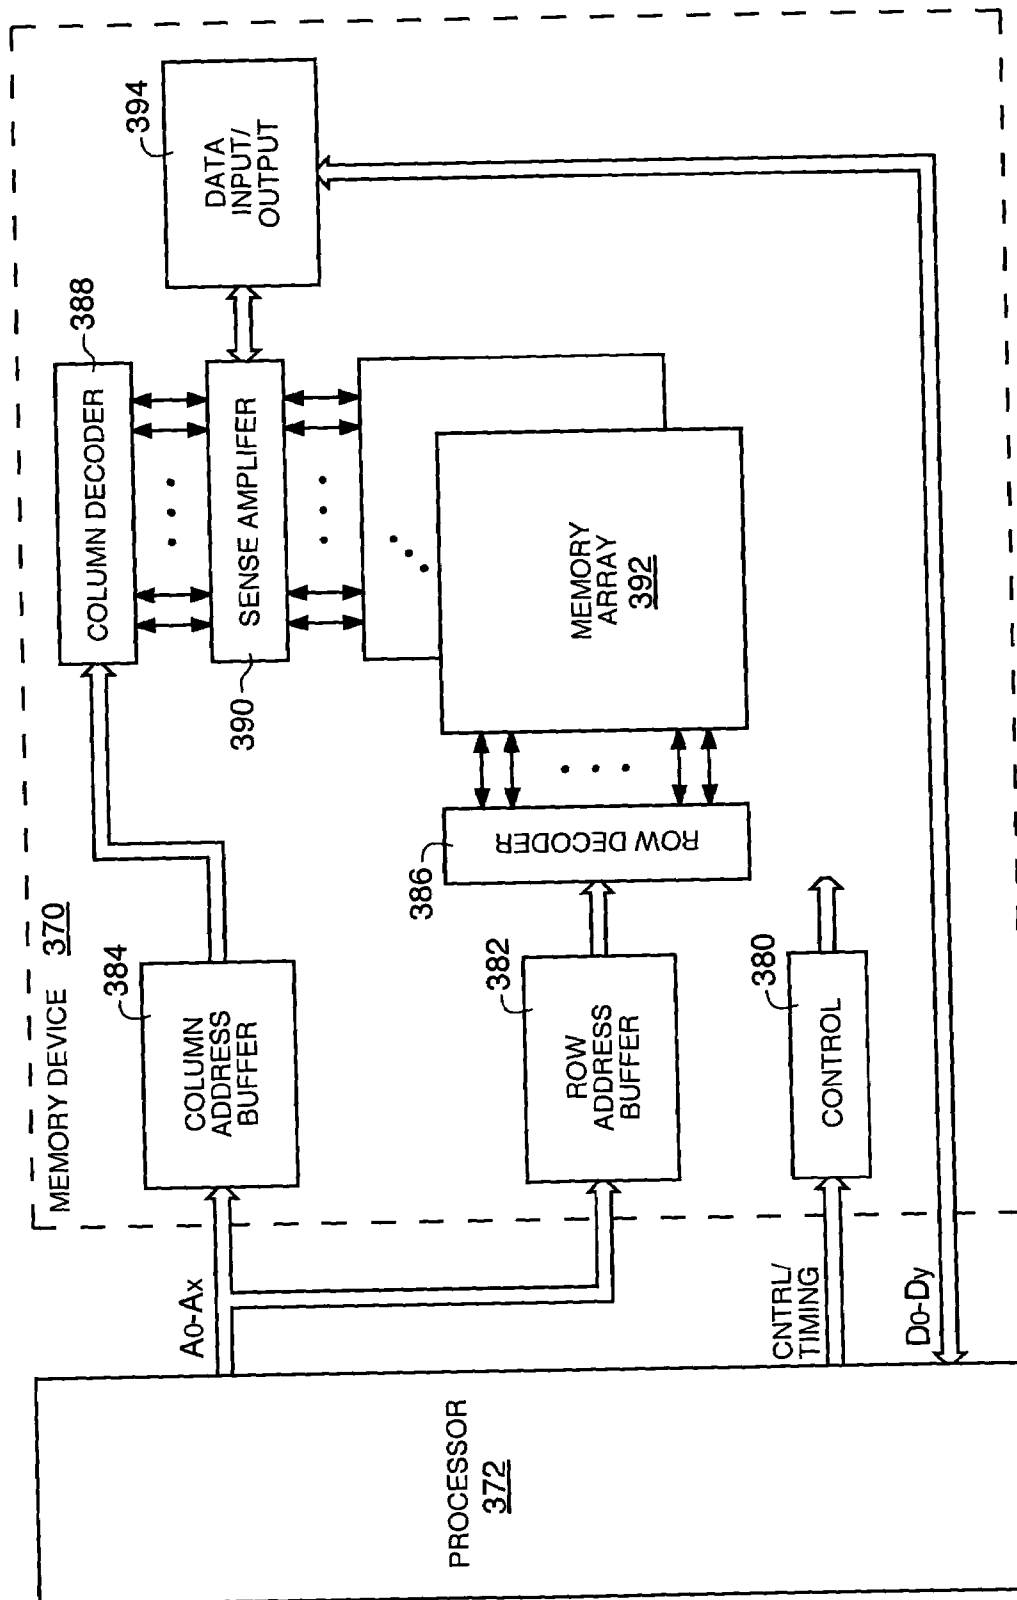 MEMORY DEVICE 370
COLUMN DECODER
388
SENSE AMPLIFER
390
DATA
INPUT/
OUTPUT
394
COLUMN
ADDRESS
BUFFER
384
MEMORY
ARRAY
392
ROW DECODER
386
ROW
ADDRESS
BUFFER
382
CONTROL
380
A0-Ax
CNTRL/
TIMING
D0-Dy
PROCESSOR
372